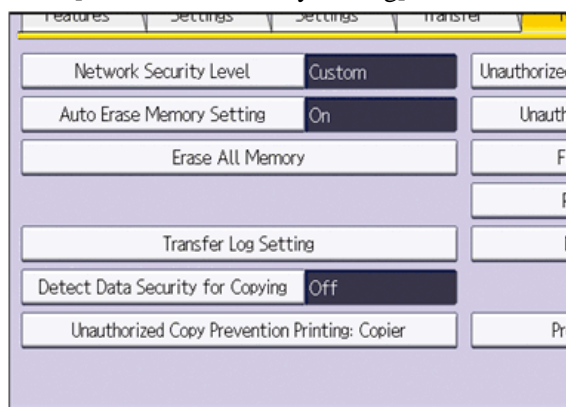 Features Settings Settings Transfer
Network Security Level Custom
Auto Erase Memory Setting On
Erase All Memory
Transfer Log Setting
Detect Data Security for Copying Off
Unauthorized Copy Prevention Printing: Copier